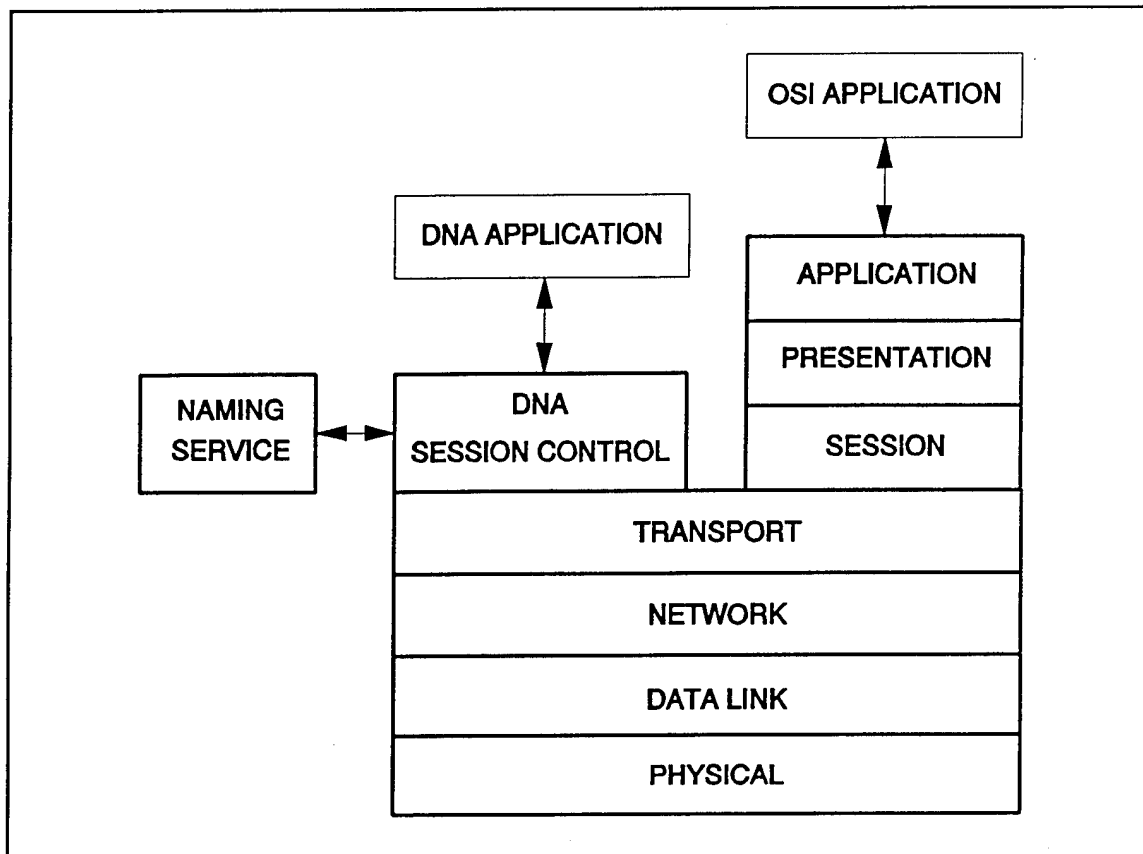 OSI APPLICATION
DNA APPLICATION
APPLICATION
PRESENTATION
NAMING
SERVICE
DNA
SESSION CONTROL
SESSION
TRANSPORT
NETWORK
DATA LINK
PHYSICAL